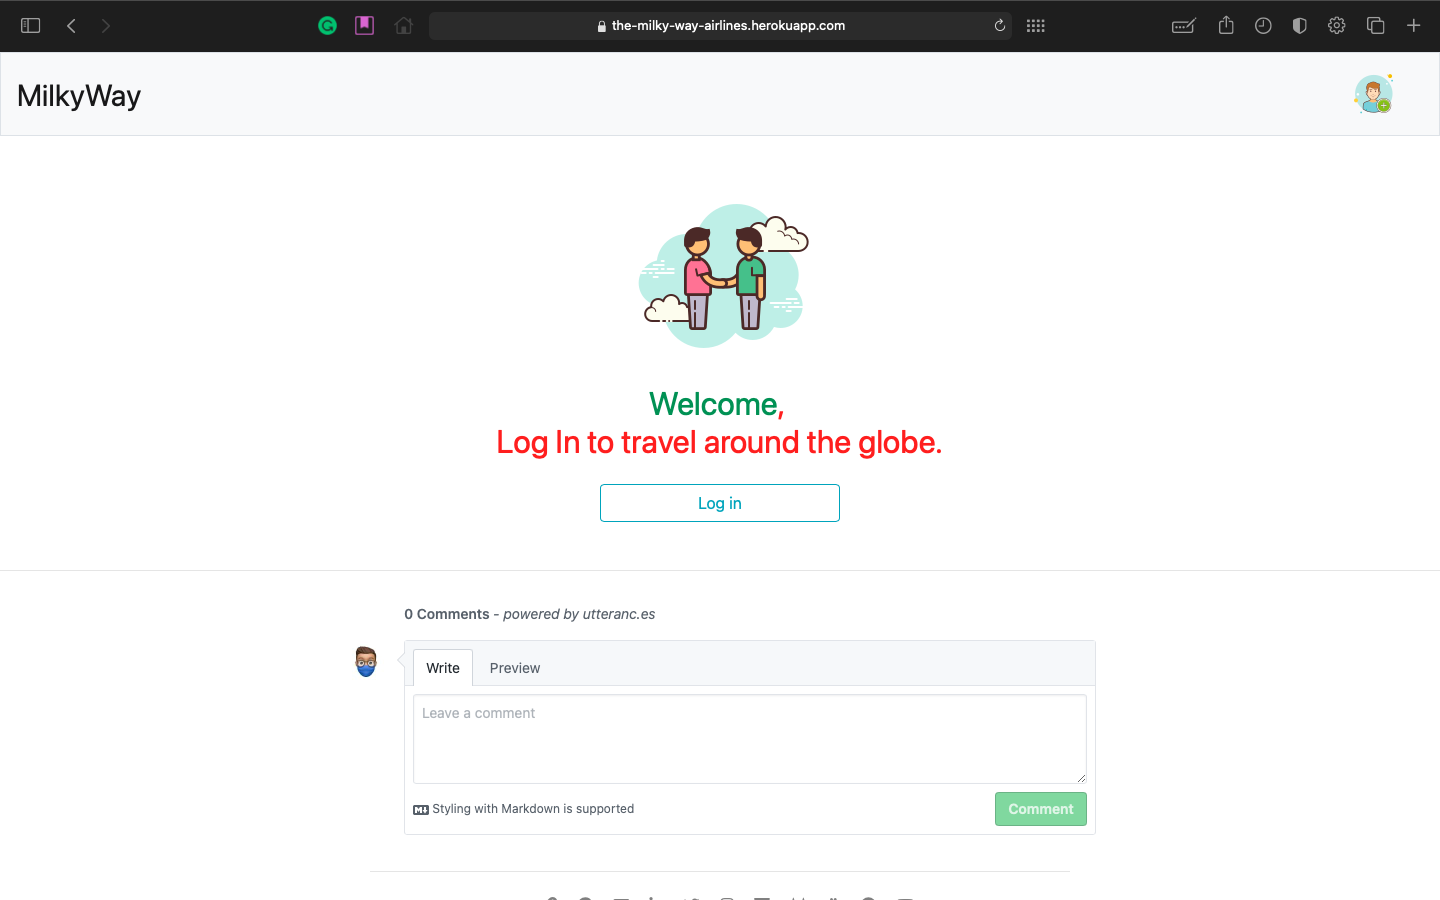 the-milky-way-airlines.herokuapp.com
MilkyWay
Welcome,
Log In to travel around the globe.
Log in
0 Comments - powered by utteranc.es
Write Preview
Leave a comment
Styling with Markdown is supported
Comment